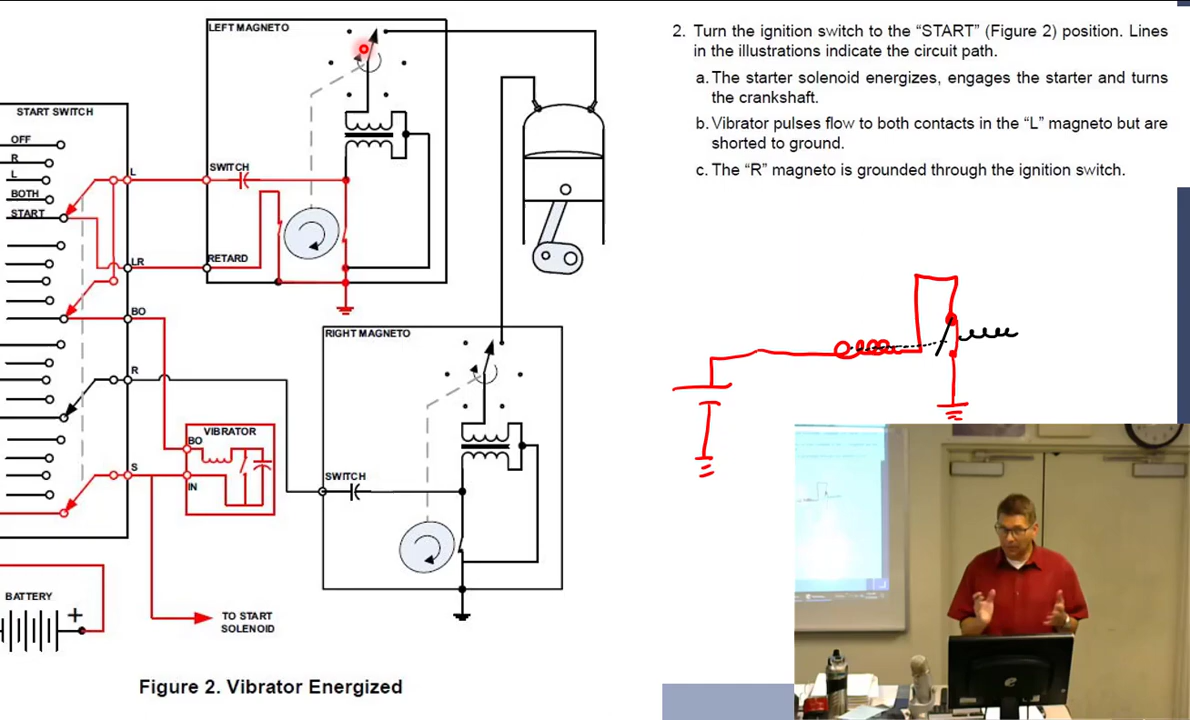 LEFT MAGNETO
START SWITCH
OFF
R
L
BOTH
START
L
LR
BO
R
S
SWITCH
RETARD
RIGHT MAGNETO
SWITCH
VIBRATOR
BO
IN
BATTERY
+
TO START
SOLENOID
Figure 2. Vibrator Energized
2. Turn the ignition switch to the “START” (Figure 2) position. Lines
in the illustrations indicate the circuit path.
a. The starter solenoid energizes, engages the starter and turns
the crankshaft.
b. Vibrator pulses flow to both contacts in the “L” magneto but are
shorted to ground.
c. The “R” magneto is grounded through the ignition switch.